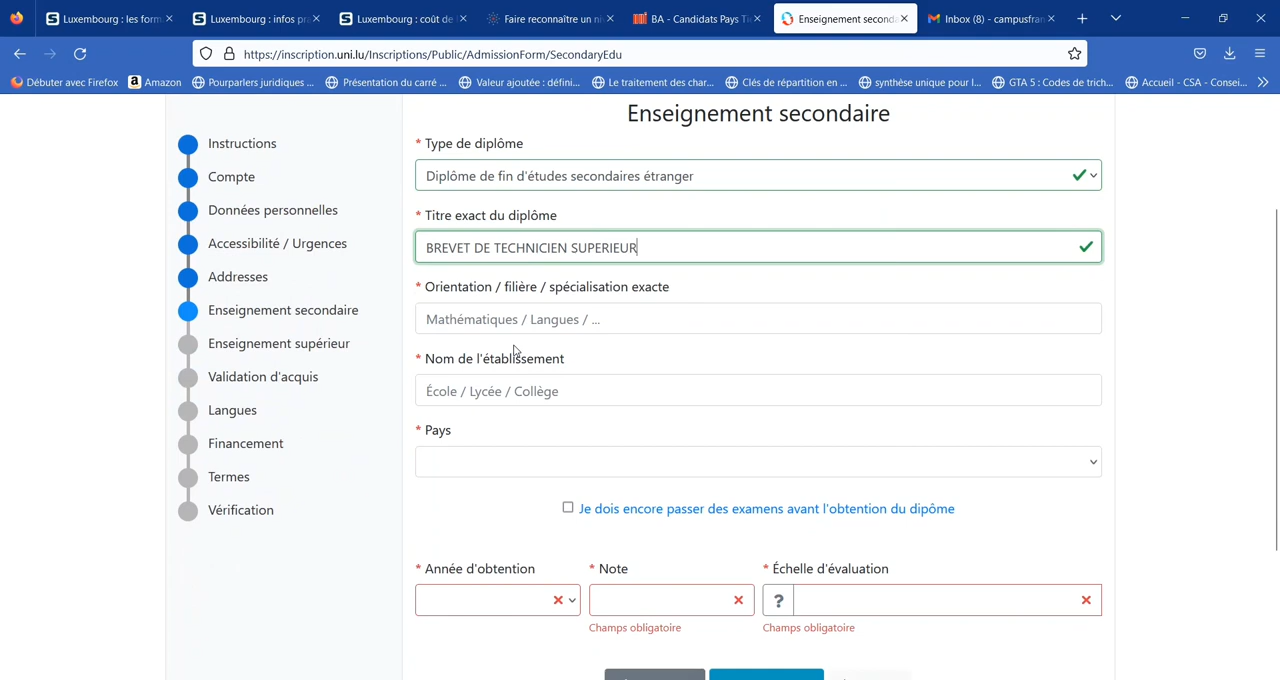 Luxembourg : les form
Luxembourg : infos pra
Luxembourg : coût de
Faire reconnaître un ni
BA - Candidats Pays Ti
Enseignement seconda
Inbox (8) - campusfran
https://inscription.uni.lu/Inscriptions/Public/AdmissionForm/SecondaryEdu
Débuter avec Firefox
Amazon
Pourparlers juridiques ...
Présentation du carré ...
Valeur ajoutée : défini...
Le traitement des char...
Clés de répartition en ...
synthèse unique pour l...
GTA 5 : Codes de trich...
Accueil - CSA - Consei...
Instructions
Compte
Données personnelles
Accessibilité / Urgences
Addresses
Enseignement secondaire
Enseignement supérieur
Validation d'acquis
Langues
Financement
Termes
Vérification
Enseignement secondaire
* Type de diplôme
Diplôme de fin d'études secondaires étranger
* Titre exact du diplôme
BREVET DE TECHNICIEN SUPERIEUR
* Orientation / filière / spécialisation exacte
Mathématiques / Langues / ...
* Nom de l'établissement
École / Lycée / Collège
* Pays
Je dois encore passer des examens avant l'obtention du dipôme
* Année d'obtention * Note * Échelle d'évaluation
?
Champs obligatoire Champs obligatoire